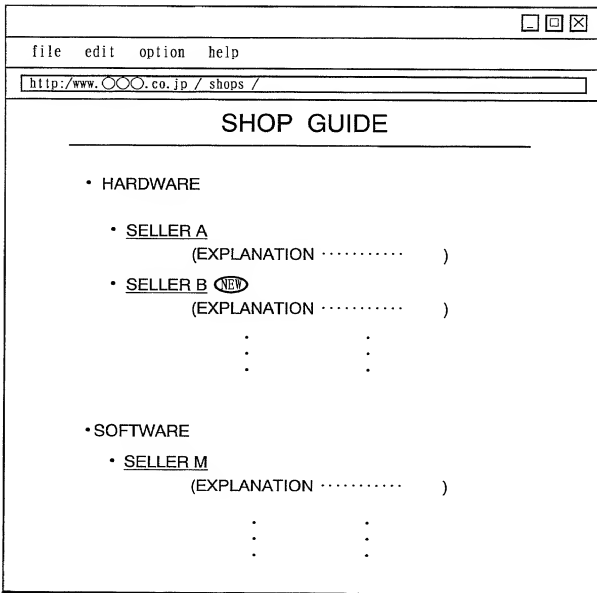 file edit option help
http:/www.○○○.co.jp / shops /
SHOP GUIDE
• HARDWARE
• SELLER A
(EXPLANATION ··········· )
• SELLER B NEW
(EXPLANATION ··········· )
• SOFTWARE
• SELLER M
(EXPLANATION ··········· )